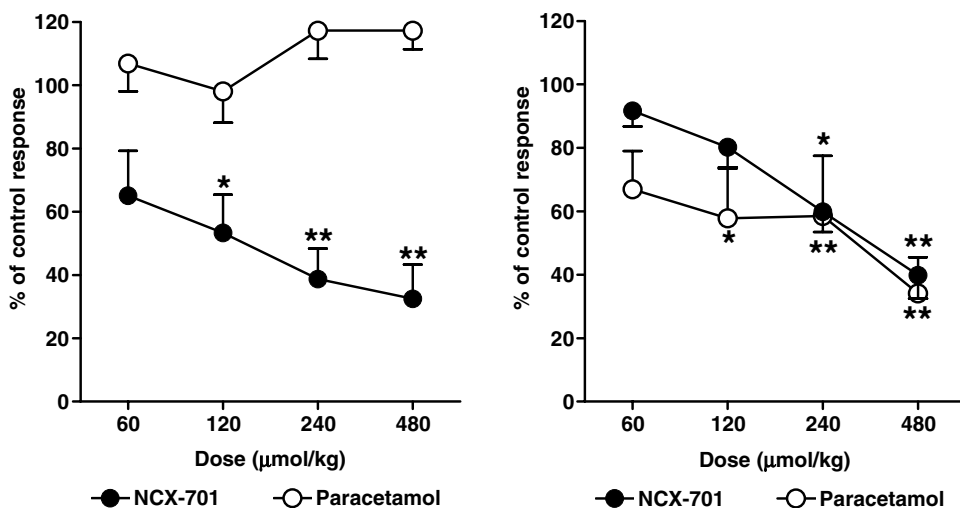 120
100
80
60
40
20
0
% of control response
*
**
**
60 120 240 480
Dose (μmol/kg)
NCX-701 Paracetamol
120
100
80
60
40
20
0
% of control response
*
*
**
**
**
60 120 240 480
Dose (μmol/kg)
NCX-701 Paracetamol